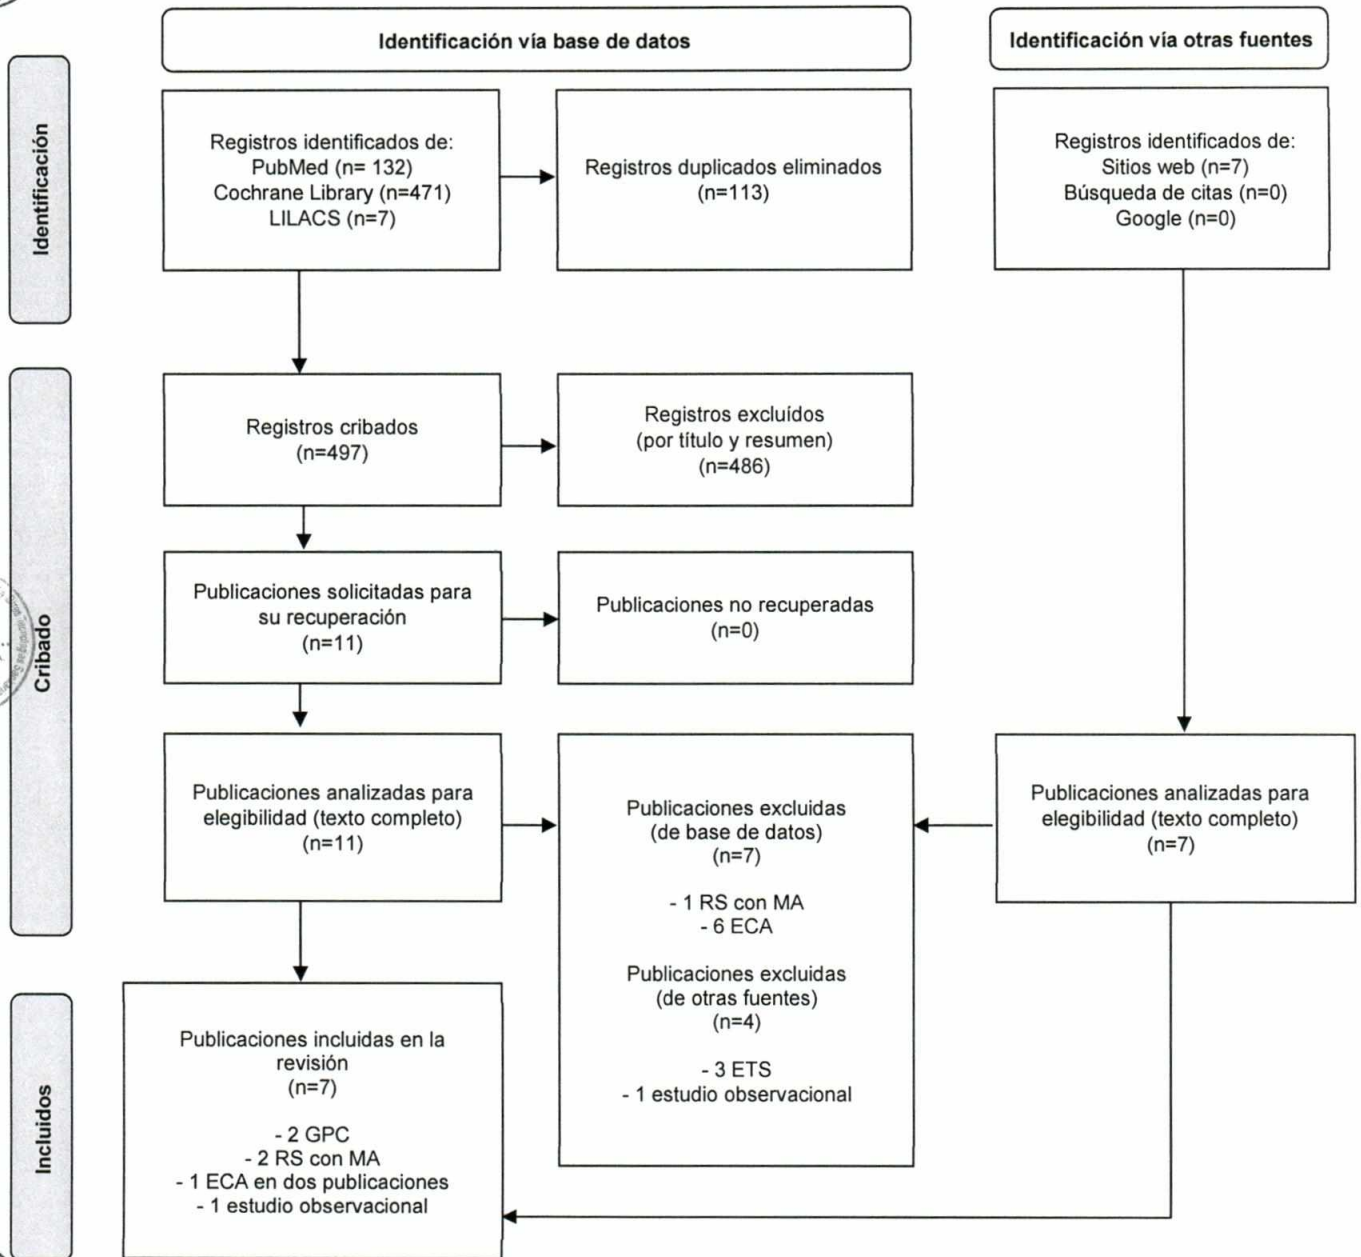 Identificación vía base de datos
Identificación vía otras fuentes
Identificación
Registros identificados de:
PubMed (n= 132)
Cochrane Library (n=471)
LILACS (n=7)
Registros duplicados eliminados
(n=113)
Registros identificados de:
Sitios web (n=7)
Búsqueda de citas (n=0)
Google (n=0)
Cribado
Registros cribados
(n=497)
Registros excluídos
(por título y resumen)
(n=486)
Publicaciones solicitadas para
su recuperación
(n=11)
Publicaciones no recuperadas
(n=0)
Publicaciones analizadas para
elegibilidad (texto completo)
(n=11)
Publicaciones excluidas
(de base de datos)
(n=7)
- 1 RS con MA
- 6 ECA
Publicaciones excluidas
(de otras fuentes)
(n=4)
- 3 ETS
- 1 estudio observacional
Publicaciones analizadas para
elegibilidad (texto completo)
(n=7)
Incluidos
Publicaciones incluidas en la
revisión
(n=7)
- 2 GPC
- 2 RS con MA
- 1 ECA en dos publicaciones
- 1 estudio observacional